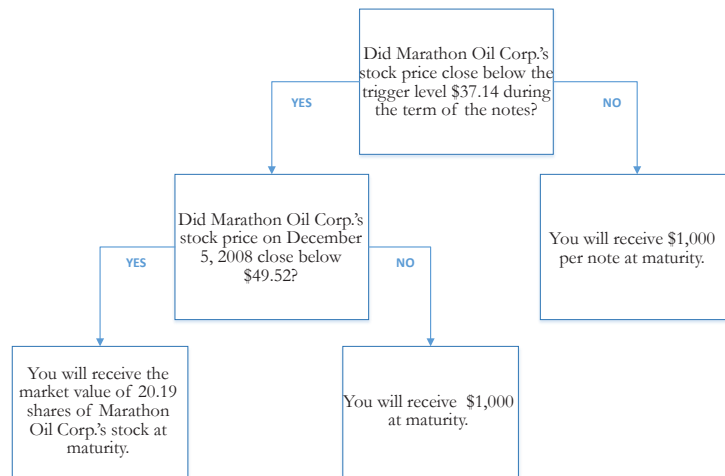 Did Marathon Oil Corp.'s
stock price close below the
trigger level $37.14 during
the term of the notes?
YES
NO
Did Marathon Oil Corp.'s
stock price on December
5, 2008 close below
$49.52?
You will receive $1,000
per note at maturity.
YES
NO
You will receive the
market value of 20.19
shares of Marathon
Oil Corp.'s stock at
maturity.
You will receive $1,000
at maturity.